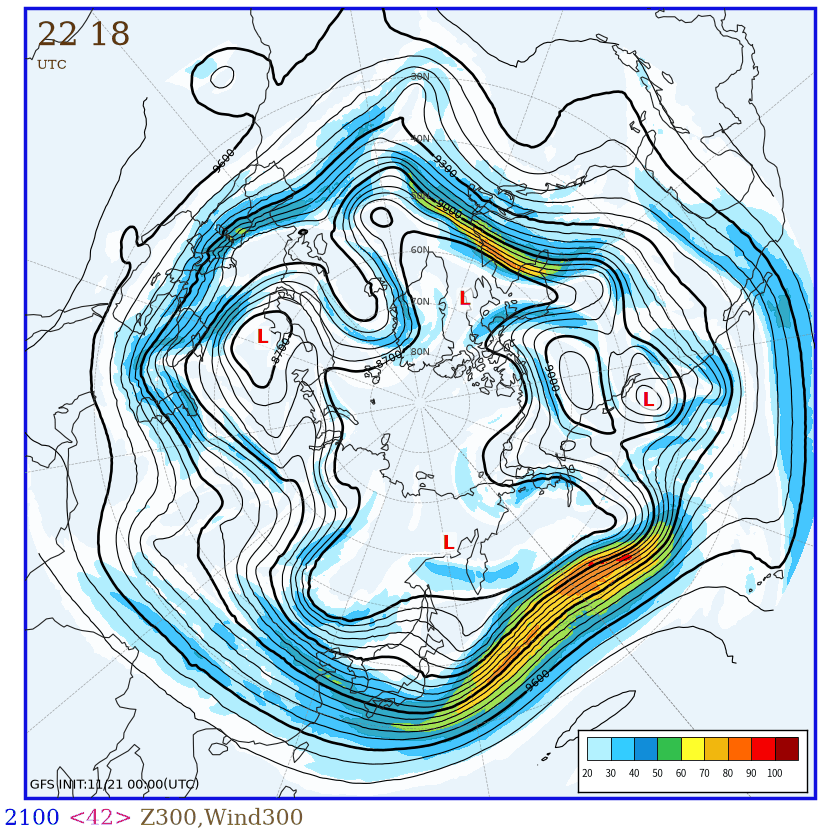 22 18
UTC
30N
40N
9600
9300
50N
9000
60N
L
70N
L
8700
80N
8700
9000
L
L
9600
20 30 40 50 60 70 80 90 100
GFS INIT:11/21 00:00(UTC)
2100 <42> Z300,Wind300